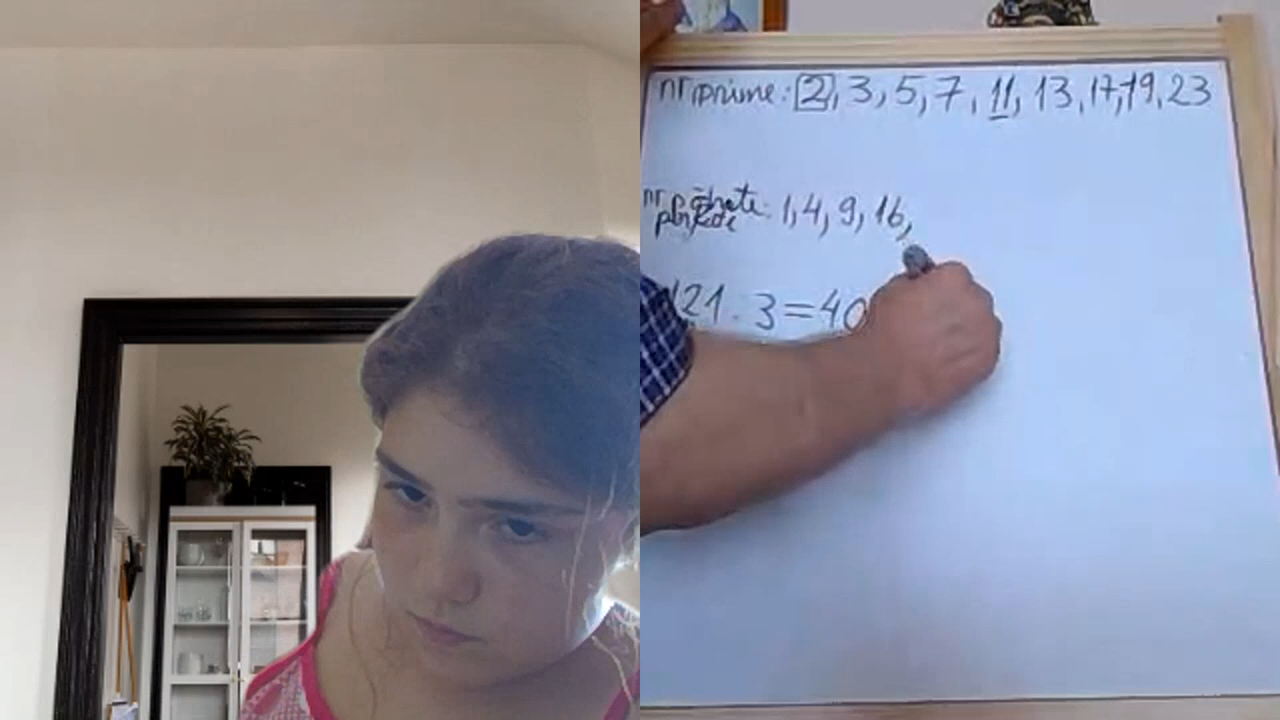 nr prime: 2, 3, 5, 7, 11, 13, 17, 19, 23
nr pătrate: 1, 4, 9, 16,
121 : 3 = 40